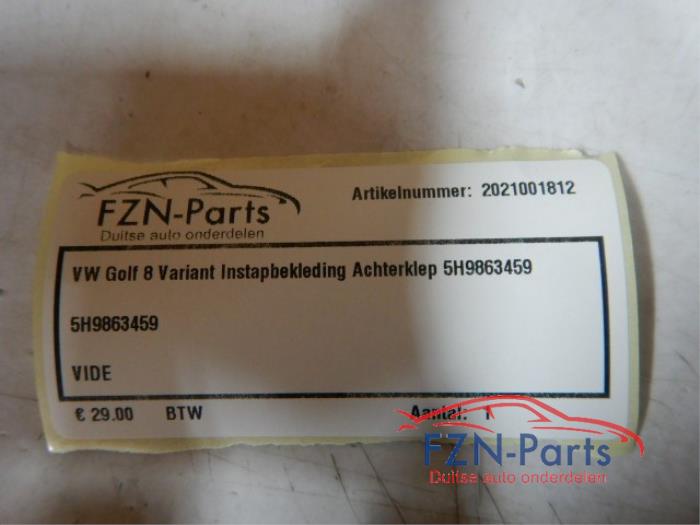 FZN-Parts
Duitse auto onderdelen
Artikelnummer: 2021001812
VW Golf 8 Variant Instapbekleding Achterklep 5H9863459
5H9863459
VIDE
€ 29.00 BTW Aantal: 1
FZN-Parts
Duitse auto onderdelen